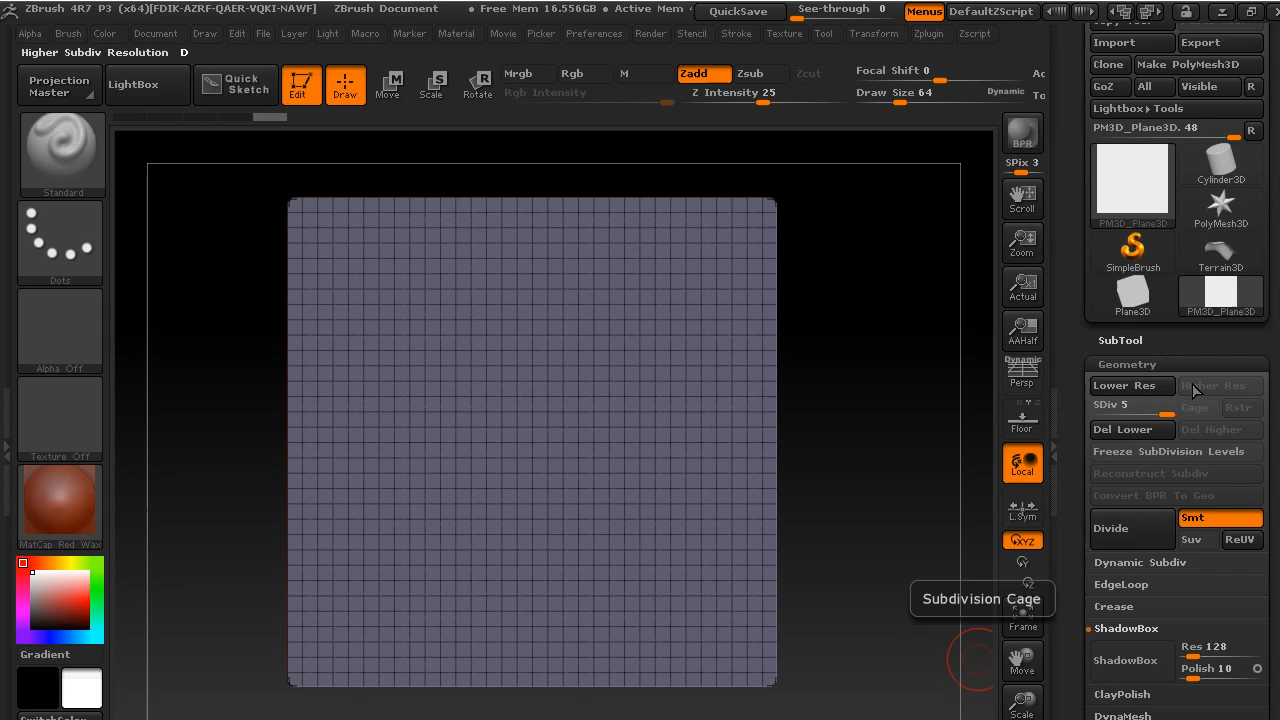 ZBrush 4R7 P3 (x64)[FDIK-AZRF-QAER-VQKI-NAWF] ZBrush Document • Free Mem 16.556GB • Active Mem QuickSave See-through 0 Menus DefaultZScript
Alpha Brush Color Document Draw Edit File Layer Light Macro Marker Material Movie Picker Preferences Render Stencil Stroke Texture Tool Transform Zplugin Zscript
Higher Subdiv Resolution D
Projection Master
LightBox
Quick Sketch
Edit
Draw
Move
Scale
Rotate
Mrgb Rgb M Zadd Zsub Zcut
Rgb Intensity Z Intensity 25
Focal Shift 0
Draw Size 64 Dynamic
Standard
Dots
Alpha Off
Texture Off
MatCap Red Wax
Gradient
SwitchColor
BPR
SPix 3
Scroll
Zoom
Actual
AAHalf
Dynamic
Persp
Floor
Local
L.Sym
XYZ
Y
Z
Subdivision Cage
Frame
Move
Scale
Import Export
Clone Make PolyMesh3D
GoZ All Visible R
Lightbox▸Tools
PM3D_Plane3D. 48 R
PM3D_Plane3D
Cylinder3D
PolyMesh3D
SimpleBrush
Terrain3D
Plane3D
PM3D_Plane3D
SubTool
Geometry
Lower Res Higher Res
SDiv 5 Cage Rstr
Del Lower Del Higher
Freeze SubDivision Levels
Reconstruct Subdiv
Convert BPR To Geo
Divide
Smt
Suv ReUV
Dynamic Subdiv
EdgeLoop
Crease
ShadowBox
ShadowBox
Res 128
Polish 10
ClayPolish
DynaMesh